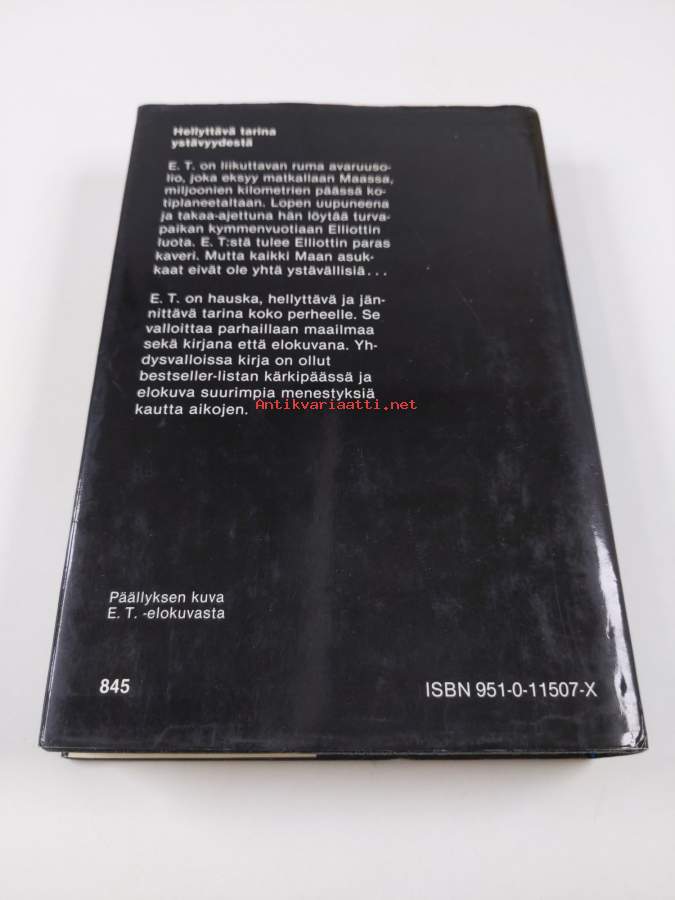 Hellyttävä tarina
ystävyydestä
E. T. on liikuttavan ruma avaruuso-
lio, joka eksyy matkallaan Maassa,
miljoonien kilometrien päässä ko-
tiplaneetaltaan. Lopen uupuneena
ja takaa-ajettuna hän löytää turva-
paikan kymmenvuotiaan Elliottin
luota. E. T:stä tulee Elliottin paras
kaveri. Mutta kaikki Maan asuk-
kaat eivät ole yhtä ystävällisiä...
E. T. on hauska, hellyttävä ja jän-
nittävä tarina koko perheelle. Se
valloittaa parhaillaan maailmaa
sekä kirjana että elokuvana. Yh-
dysvalloissa kirja on ollut
bestseller-listan kärkipäässä ja
elokuva suurimpia menestyksiä
kautta aikojen.
Antikvariaatti.net
Päällyksen kuva
E. T. -elokuvasta
845
ISBN 951-0-11507-X